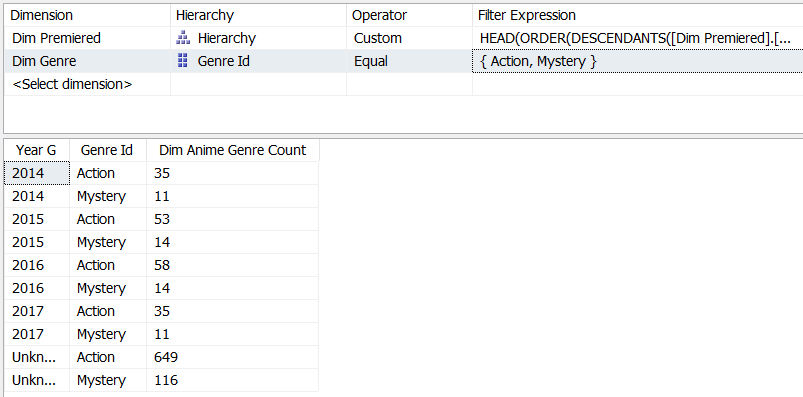 Dimension Hierarchy Operator Filter Expression
Dim Premiered Hierarchy Custom HEAD(ORDER(DESCENDANTS([Dim Premiered].[...
Dim Genre Genre Id Equal { Action, Mystery }
<Select dimension>
Year G Genre Id Dim Anime Genre Count
2014 Action 35
2014 Mystery 11
2015 Action 53
2015 Mystery 14
2016 Action 58
2016 Mystery 14
2017 Action 35
2017 Mystery 11
Unkn... Action 649
Unkn... Mystery 116